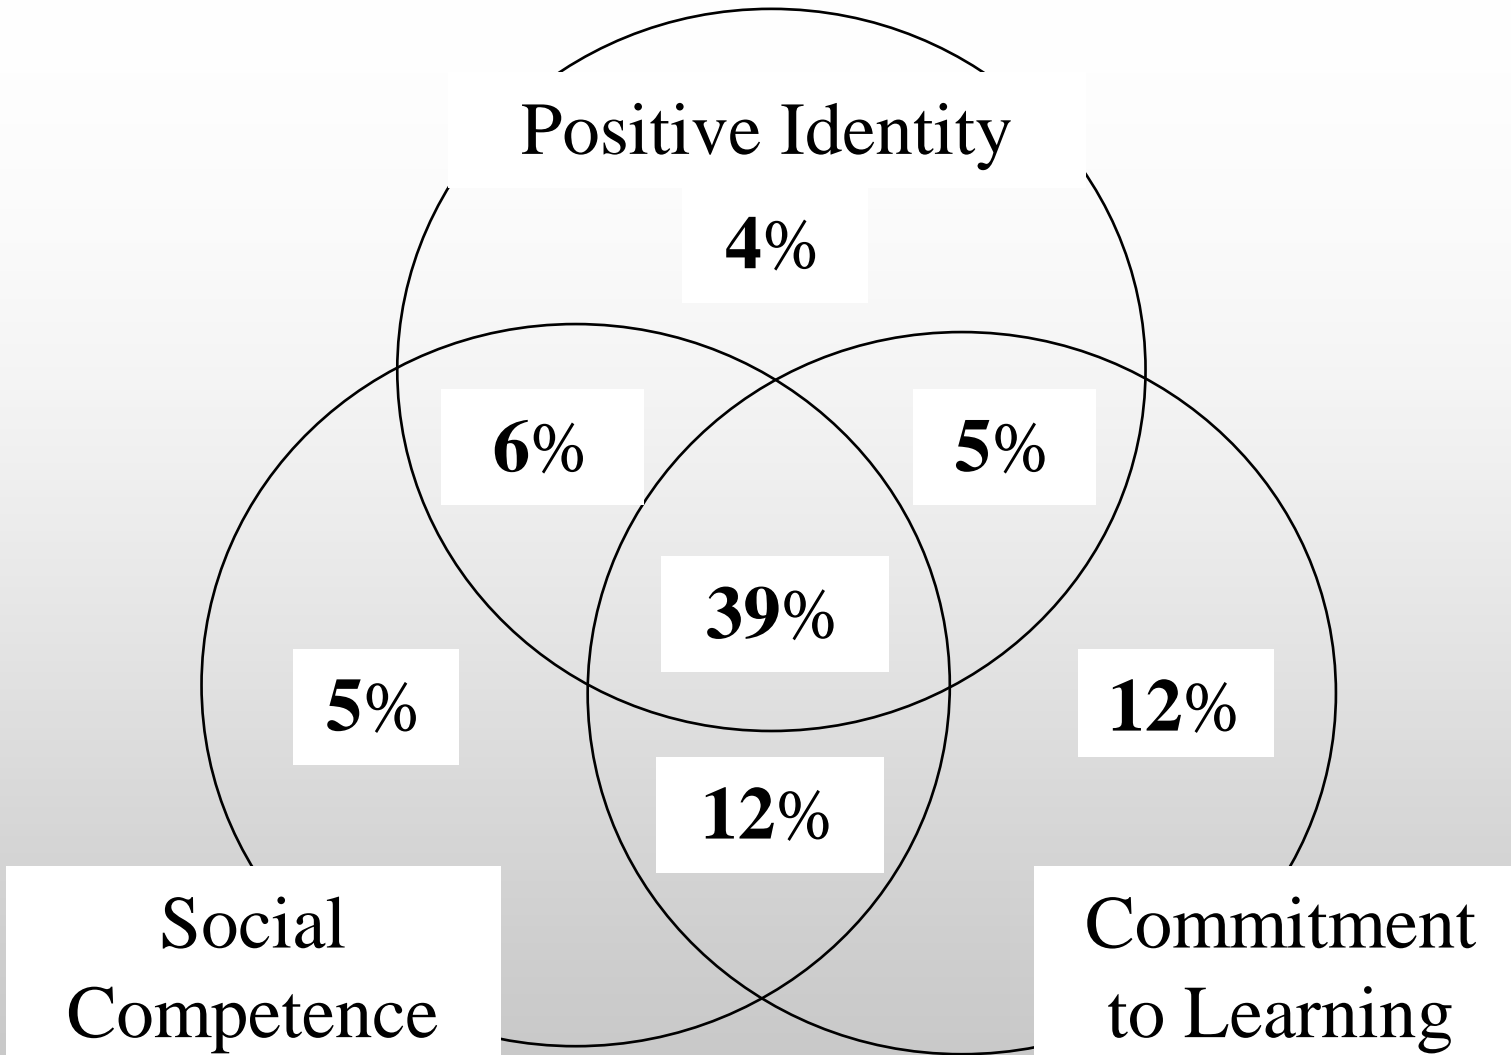 Positive Identity
4%
6%
5%
39%
5%
12%
12%
Social
Competence
Commitment
to Learning